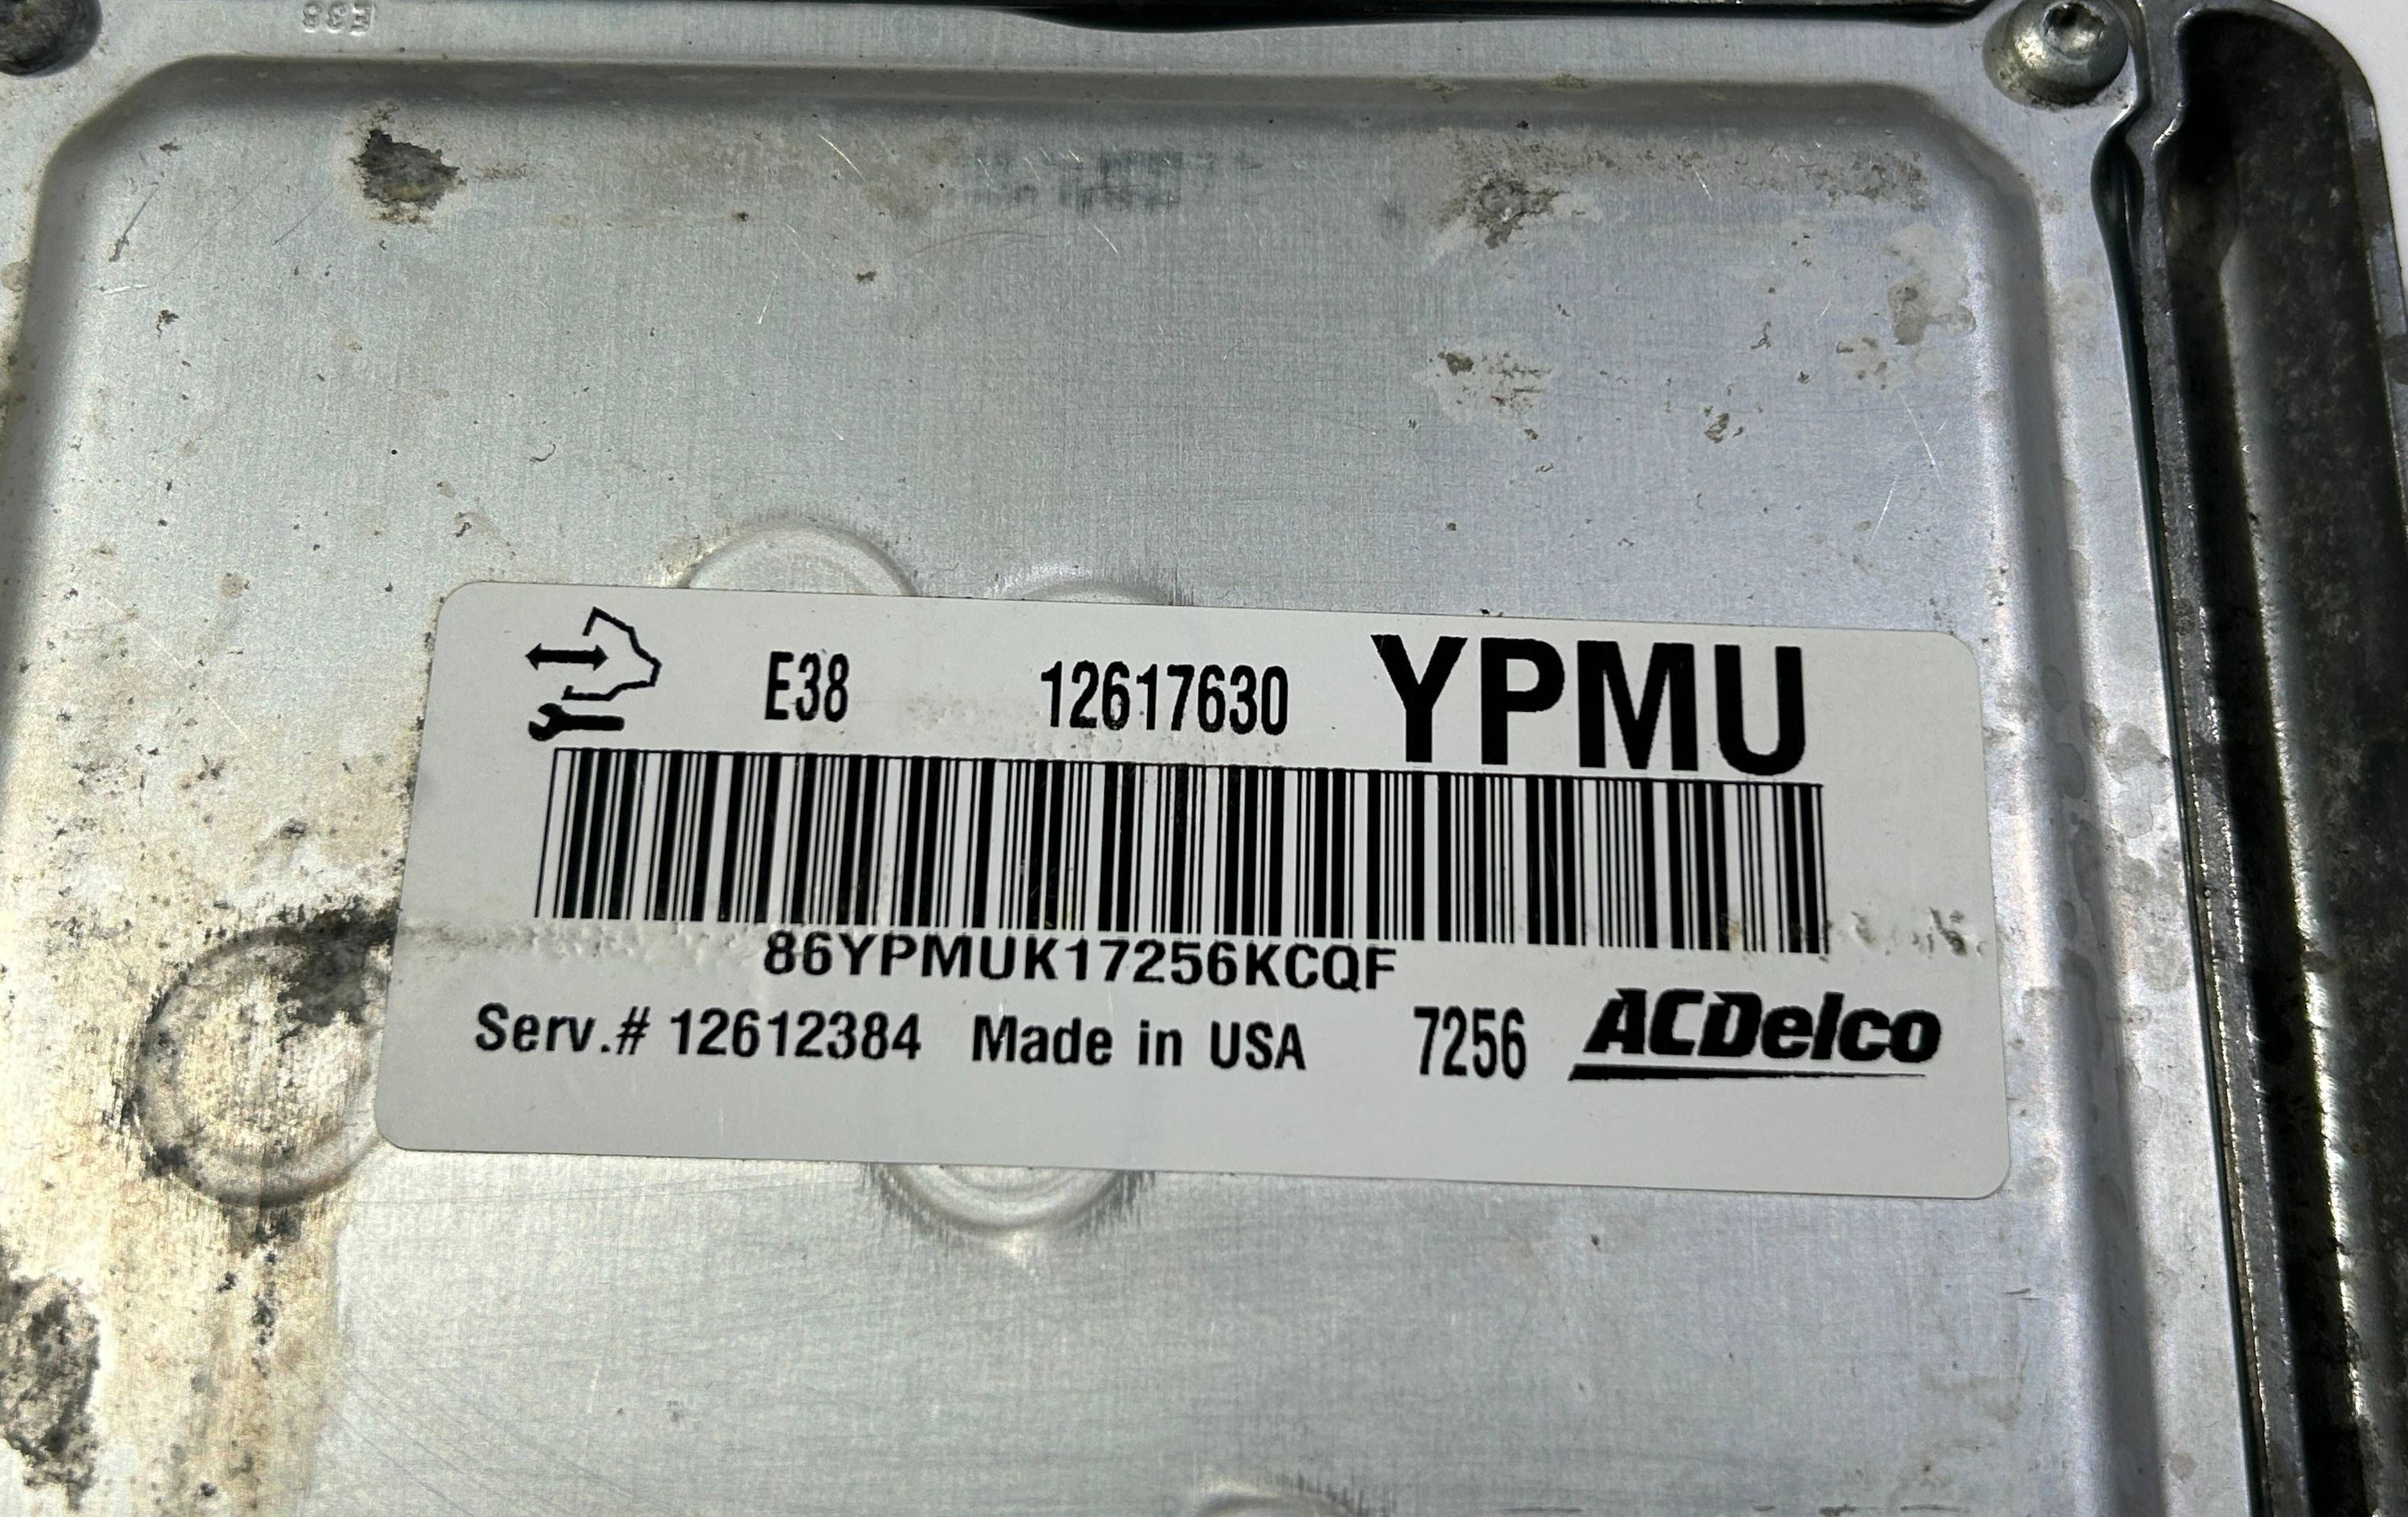 E38
E38 12617630 YPMU
86YPMUK17256KCQF
Serv.# 12612384 Made in USA 7256 ACDelco